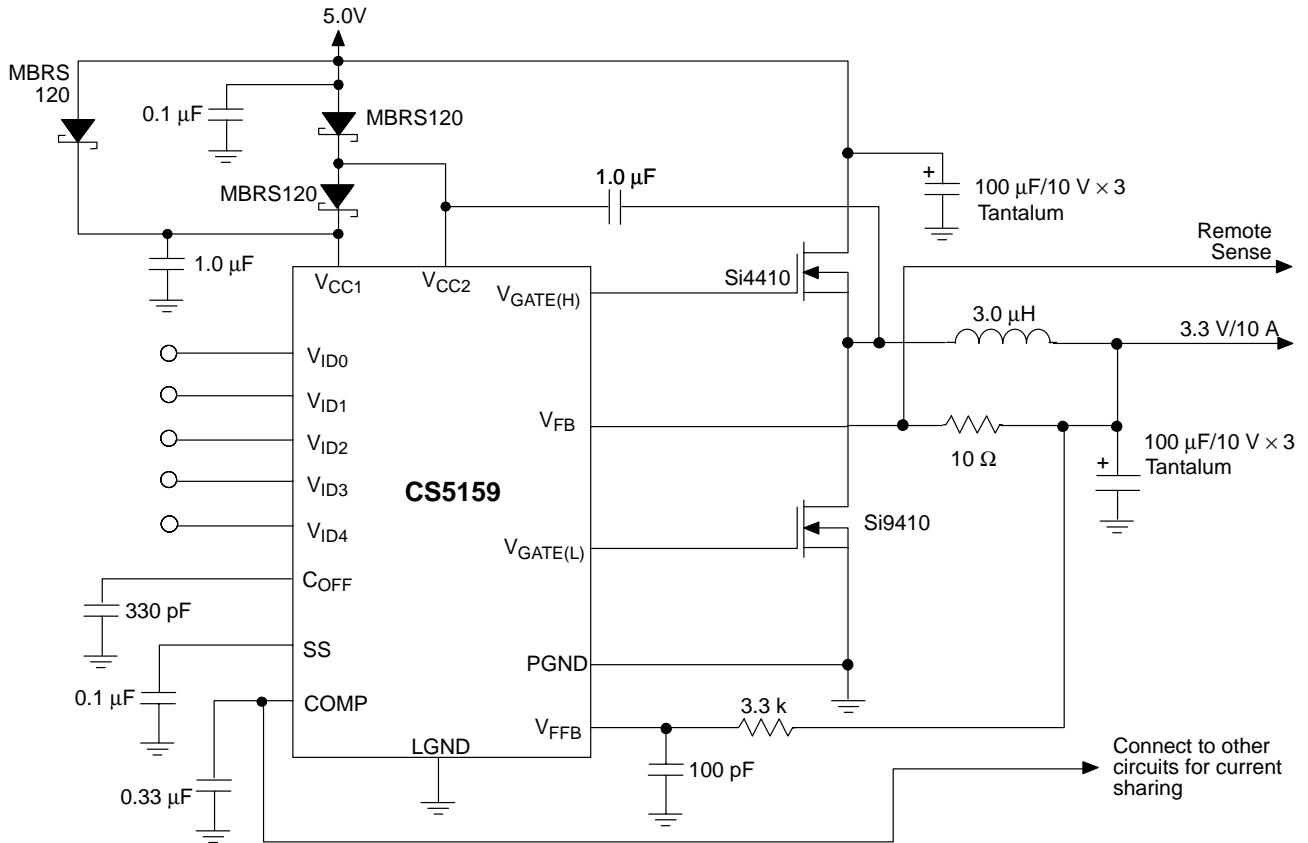 5.0V
MBRS
120
0.1 μF
MBRS120
MBRS120
1.0 μF
100 μF/10 V × 3
Tantalum
1.0 μF
Remote
Sense
VCC1
VCC2
VGATE(H)
Si4410
3.0 μH
3.3 V/10 A
VID0
VID1
VID2
VID3
VID4
VFB
10 Ω
100 μF/10 V × 3
Tantalum
CS5159
Si9410
VGATE(L)
COFF
330 pF
SS
PGND
0.1 μF
COMP
3.3 k
VFFB
LGND
100 pF
0.33 μF
Connect to other
circuits for current
sharing
+
+